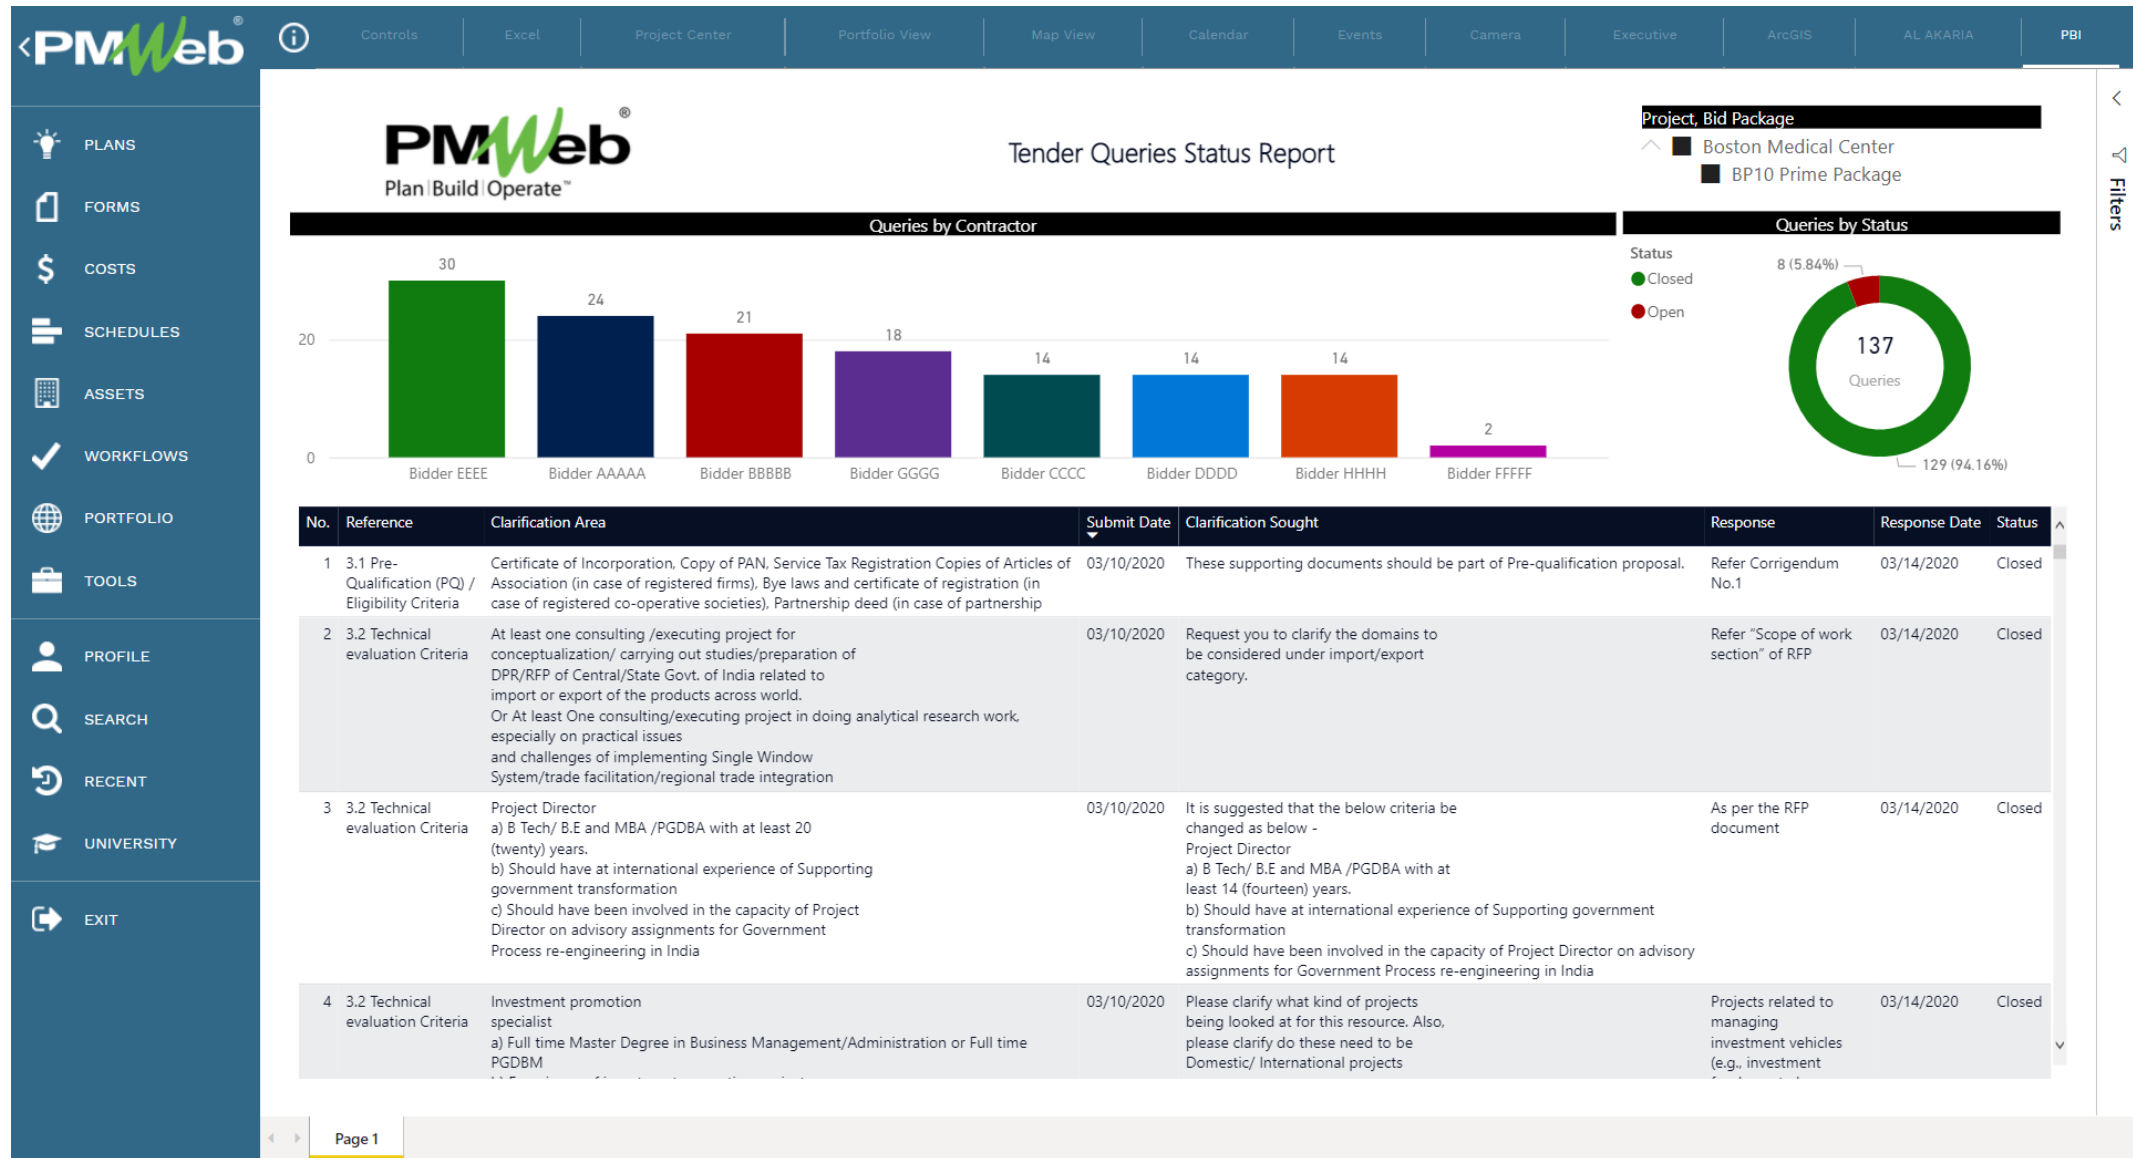 PMWeb®
Controls
Excel
Project Center
Portfolio View
Map View
Calendar
Events
Camera
Executive
ArcGIS
AL AKARIA
PBI
PLANS
FORMS
COSTS
SCHEDULES
ASSETS
WORKFLOWS
PORTFOLIO
TOOLS
PROFILE
SEARCH
RECENT
UNIVERSITY
EXIT
PMWeb®
Plan|Build|Operate™
Tender Queries Status Report
Project, Bid Package
Boston Medical Center
BP10 Prime Package
Filters
Queries by Contractor
20
0
30
24
21
18
14
14
14
2
Bidder EEEE
Bidder AAAAA
Bidder BBBBB
Bidder GGGG
Bidder CCCC
Bidder DDDD
Bidder HHHH
Bidder FFFFF
Queries by Status
Status
Closed
Open
8 (5.84%)
137
Queries
129 (94.16%)
No.
Reference
Clarification Area
Submit Date
Clarification Sought
Response
Response Date
Status
1
3.1 Pre-
Qualification (PQ) /
Eligibility Criteria
Certificate of Incorporation, Copy of PAN, Service Tax Registration Copies of Articles of
Association (in case of registered firms), Bye laws and certificate of registration (in
case of registered co-operative societies), Partnership deed (in case of partnership
03/10/2020
These supporting documents should be part of Pre-qualification proposal.
Refer Corrigendum
No.1
03/14/2020
Closed
2
3.2 Technical
evaluation Criteria
At least one consulting /executing project for
conceptualization/ carrying out studies/preparation of
DPR/RFP of Central/State Govt. of India related to
import or export of the products across world.
Or At least One consulting/executing project in doing analytical research work,
especially on practical issues
and challenges of implementing Single Window
System/trade facilitation/regional trade integration
03/10/2020
Request you to clarify the domains to
be considered under import/export
category.
Refer “Scope of work
section” of RFP
03/14/2020
Closed
3
3.2 Technical
evaluation Criteria
Project Director
a) B Tech/ B.E and MBA /PGDBA with at least 20
(twenty) years.
b) Should have at international experience of Supporting
government transformation
c) Should have been involved in the capacity of Project
Director on advisory assignments for Government
Process re-engineering in India
03/10/2020
It is suggested that the below criteria be
changed as below -
Project Director
a) B Tech/ B.E and MBA /PGDBA with at
least 14 (fourteen) years.
b) Should have at international experience of Supporting government
transformation
c) Should have been involved in the capacity of Project Director on advisory
assignments for Government Process re-engineering in India
As per the RFP
document
03/14/2020
Closed
4
3.2 Technical
evaluation Criteria
Investment promotion
specialist
a) Full time Master Degree in Business Management/Administration or Full time
PGDBM
03/10/2020
Please clarify what kind of projects
being looked at for this resource. Also,
please clarify do these need to be
Domestic/ International projects
Projects related to
managing
investment vehicles
(e.g., investment
03/14/2020
Closed
Page 1